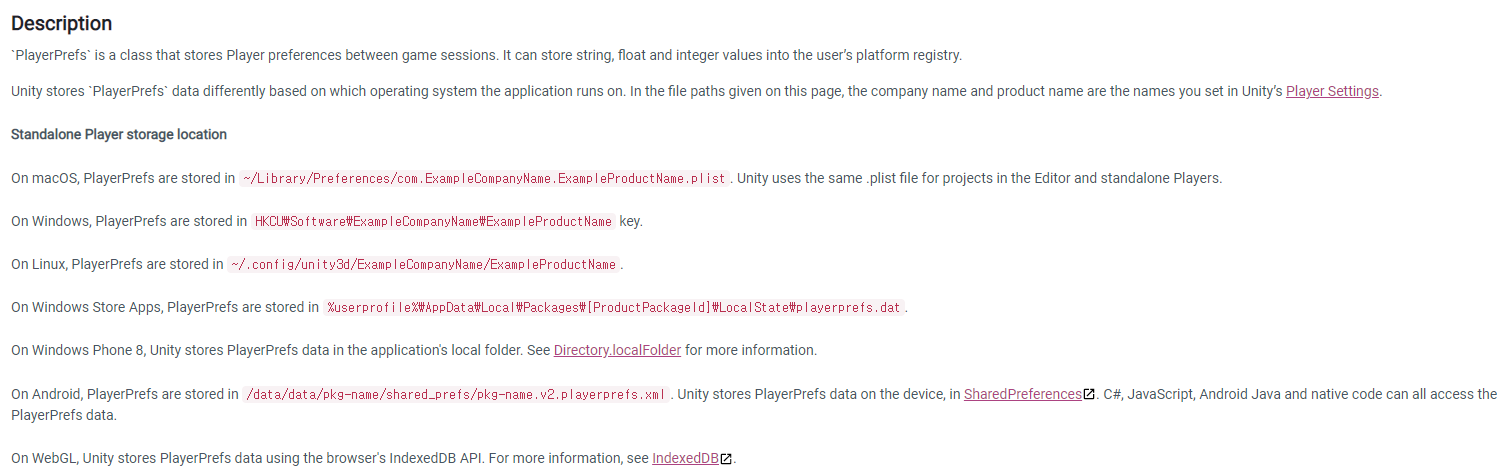 Description
`PlayerPrefs` is a class that stores Player preferences between game sessions. It can store string, float and integer values into the user’s platform registry.
Unity stores `PlayerPrefs` data differently based on which operating system the application runs on. In the file paths given on this page, the company name and product name are the names you set in Unity’s Player Settings.
Standalone Player storage location
On macOS, PlayerPrefs are stored in ~/Library/Preferences/com.ExampleCompanyName.ExampleProductName.plist. Unity uses the same .plist file for projects in the Editor and standalone Players.
On Windows, PlayerPrefs are stored in HKCU₩Software₩ExampleCompanyName₩ExampleProductName key.
On Linux, PlayerPrefs are stored in ~/.config/unity3d/ExampleCompanyName/ExampleProductName.
On Windows Store Apps, PlayerPrefs are stored in %userprofile%₩AppData₩Local₩Packages₩[ProductPackageId]₩LocalState₩playerprefs.dat.
On Windows Phone 8, Unity stores PlayerPrefs data in the application's local folder. See Directory.localFolder for more information.
On Android, PlayerPrefs are stored in /data/data/pkg-name/shared_prefs/pkg-name.v2.playerprefs.xml. Unity stores PlayerPrefs data on the device, in SharedPreferences. C#, JavaScript, Android Java and native code can all access the
PlayerPrefs data.
On WebGL, Unity stores PlayerPrefs data using the browser's IndexedDB API. For more information, see IndexedDB.